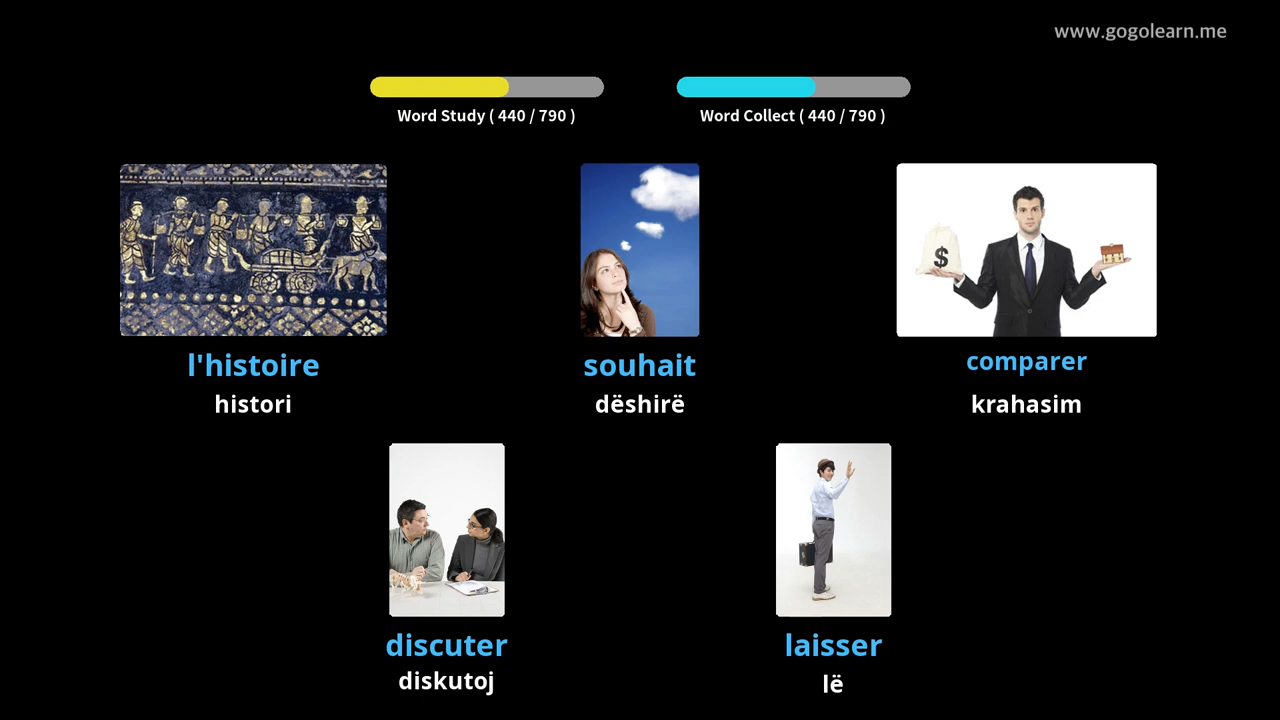 www.gogolearn.me
Word Study ( 440 / 790 )
Word Collect ( 440 / 790 )
l'histoire
histori
souhait
dëshirë
$
comparer
krahasim
discuter
diskutoj
laisser
lë